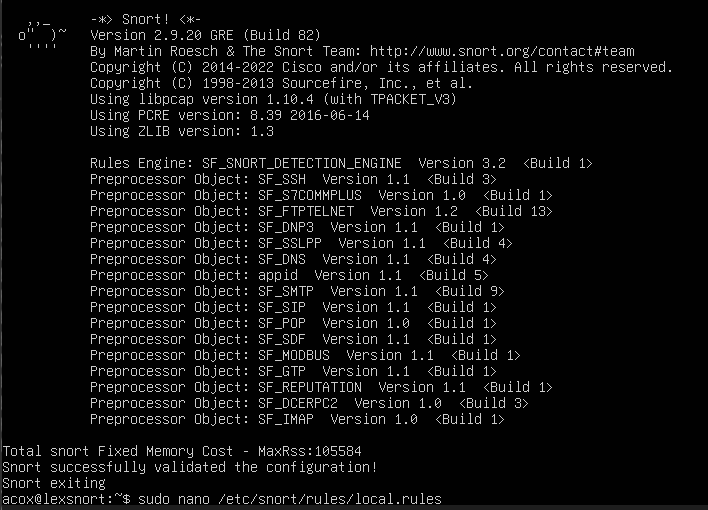 ,,_     -*> Snort! <*-
  o"  )~   Version 2.9.20 GRE (Build 82)
   ''''    By Martin Roesch & The Snort Team: http://www.snort.org/contact#team
           Copyright (C) 2014-2022 Cisco and/or its affiliates. All rights reserved.
           Copyright (C) 1998-2013 Sourcefire, Inc., et al.
           Using libpcap version 1.10.4 (with TPACKET_V3)
           Using PCRE version: 8.39 2016-06-14
           Using ZLIB version: 1.3

           Rules Engine: SF_SNORT_DETECTION_ENGINE  Version 3.2  <Build 1>
           Preprocessor Object: SF_SSH  Version 1.1  <Build 3>
           Preprocessor Object: SF_S7COMMPLUS  Version 1.0  <Build 1>
           Preprocessor Object: SF_FTPTELNET  Version 1.2  <Build 13>
           Preprocessor Object: SF_DNP3  Version 1.1  <Build 1>
           Preprocessor Object: SF_SSLPP  Version 1.1  <Build 4>
           Preprocessor Object: SF_DNS  Version 1.1  <Build 4>
           Preprocessor Object: appid  Version 1.1  <Build 5>
           Preprocessor Object: SF_SMTP  Version 1.1  <Build 9>
           Preprocessor Object: SF_SIP  Version 1.1  <Build 1>
           Preprocessor Object: SF_POP  Version 1.0  <Build 1>
           Preprocessor Object: SF_SDF  Version 1.1  <Build 1>
           Preprocessor Object: SF_MODBUS  Version 1.1  <Build 1>
           Preprocessor Object: SF_GTP  Version 1.1  <Build 1>
           Preprocessor Object: SF_REPUTATION  Version 1.1  <Build 1>
           Preprocessor Object: SF_DCERPC2  Version 1.0  <Build 3>
           Preprocessor Object: SF_IMAP  Version 1.0  <Build 1>

Total snort Fixed Memory Cost - MaxRss:105584
Snort successfully validated the configuration!
Snort exiting
acox@lexsnort:~$ sudo nano /etc/snort/rules/local.rules